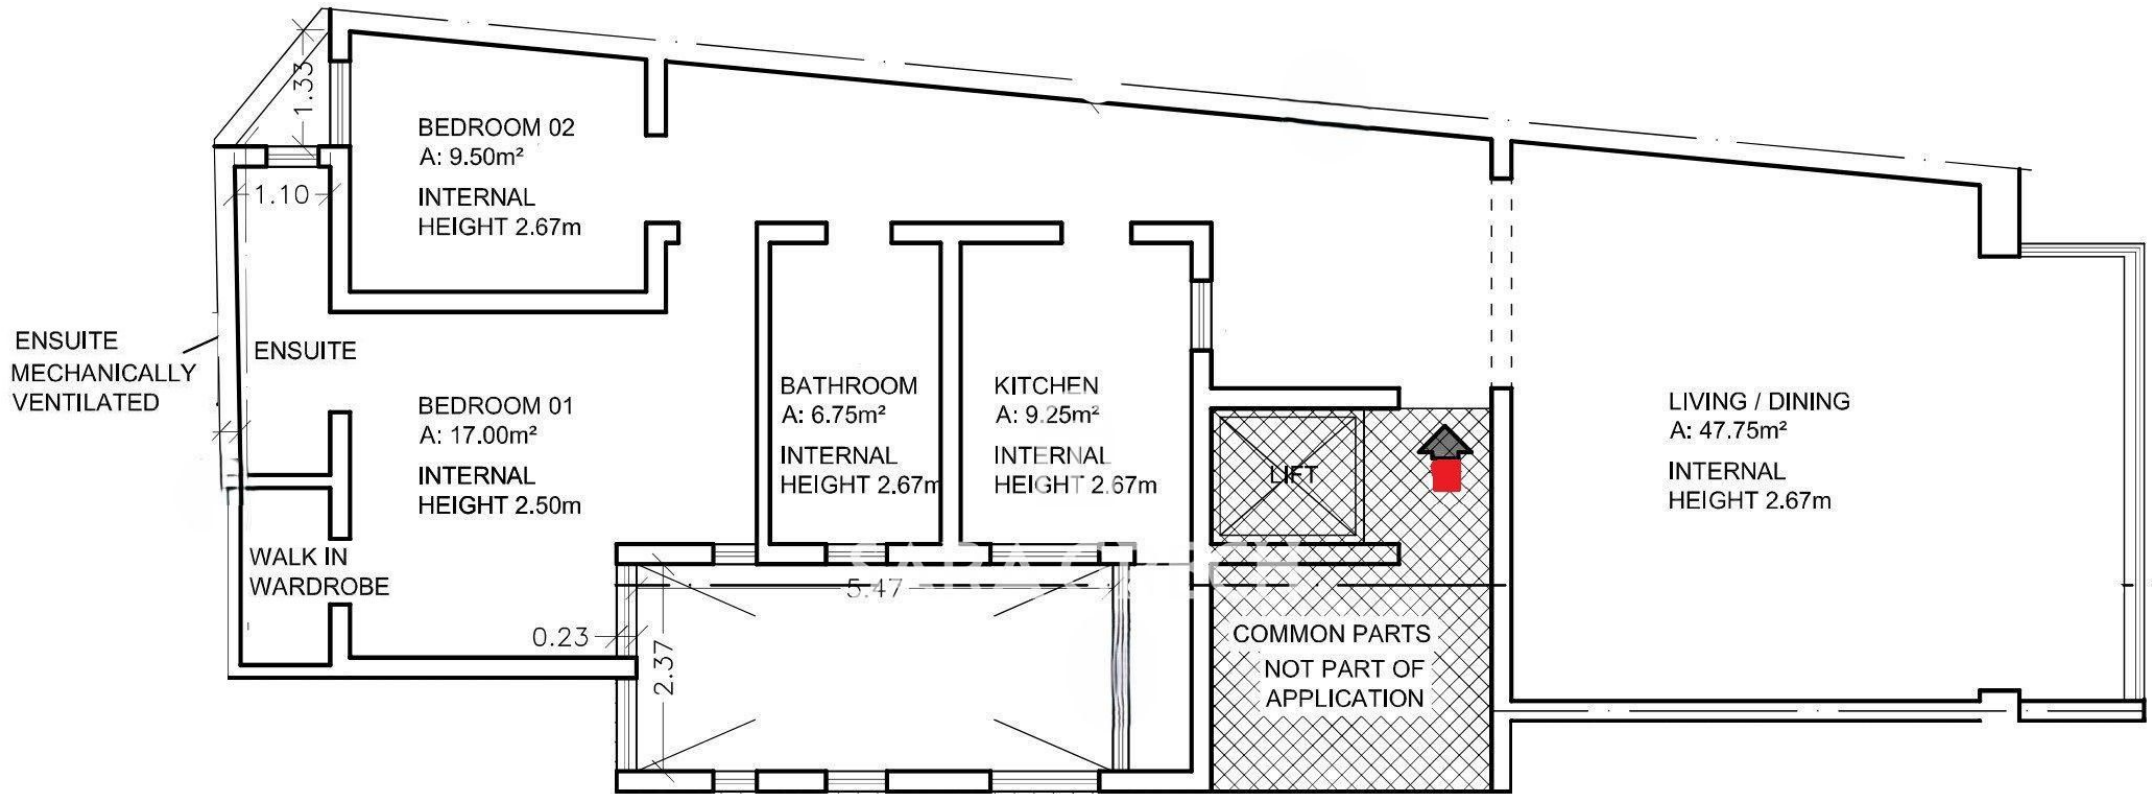 1.33
BEDROOM 02
A: 9.50m²
INTERNAL
HEIGHT 2.67m
1.10
ENSUITE
MECHANICALLY
VENTILATED
ENSUITE
BEDROOM 01
A: 17.00m²
INTERNAL
HEIGHT 2.50m
BATHROOM
A: 6.75m²
INTERNAL
HEIGHT 2.67m
KITCHEN
A: 9.25m²
INTERNAL
HEIGHT 2.67m
LIFT
LIVING / DINING
A: 47.75m²
INTERNAL
HEIGHT 2.67m
WALK IN
WARDROBE
5.47
0.23
2.37
COMMON PARTS
NOT PART OF
APPLICATION